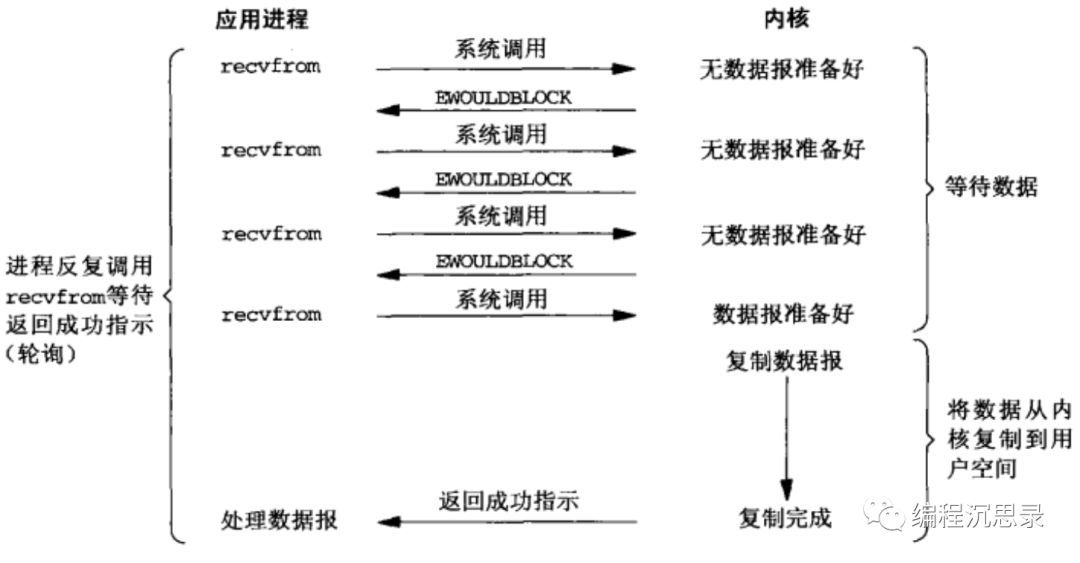 应用进程
内核
系统调用
recvfrom
无数据报准备好
EWOULDBLOCK
系统调用
recvfrom
无数据报准备好
EWOULDBLOCK
系统调用
recvfrom
无数据报准备好
EWOULDBLOCK
系统调用
recvfrom
数据报准备好
等待数据
进程反复调用
recvfrom等待
返回成功指示
(轮询)
复制数据报
将数据从内
核复制到用
户空间
返回成功指示
处理数据报
复制完成
编程沉思录